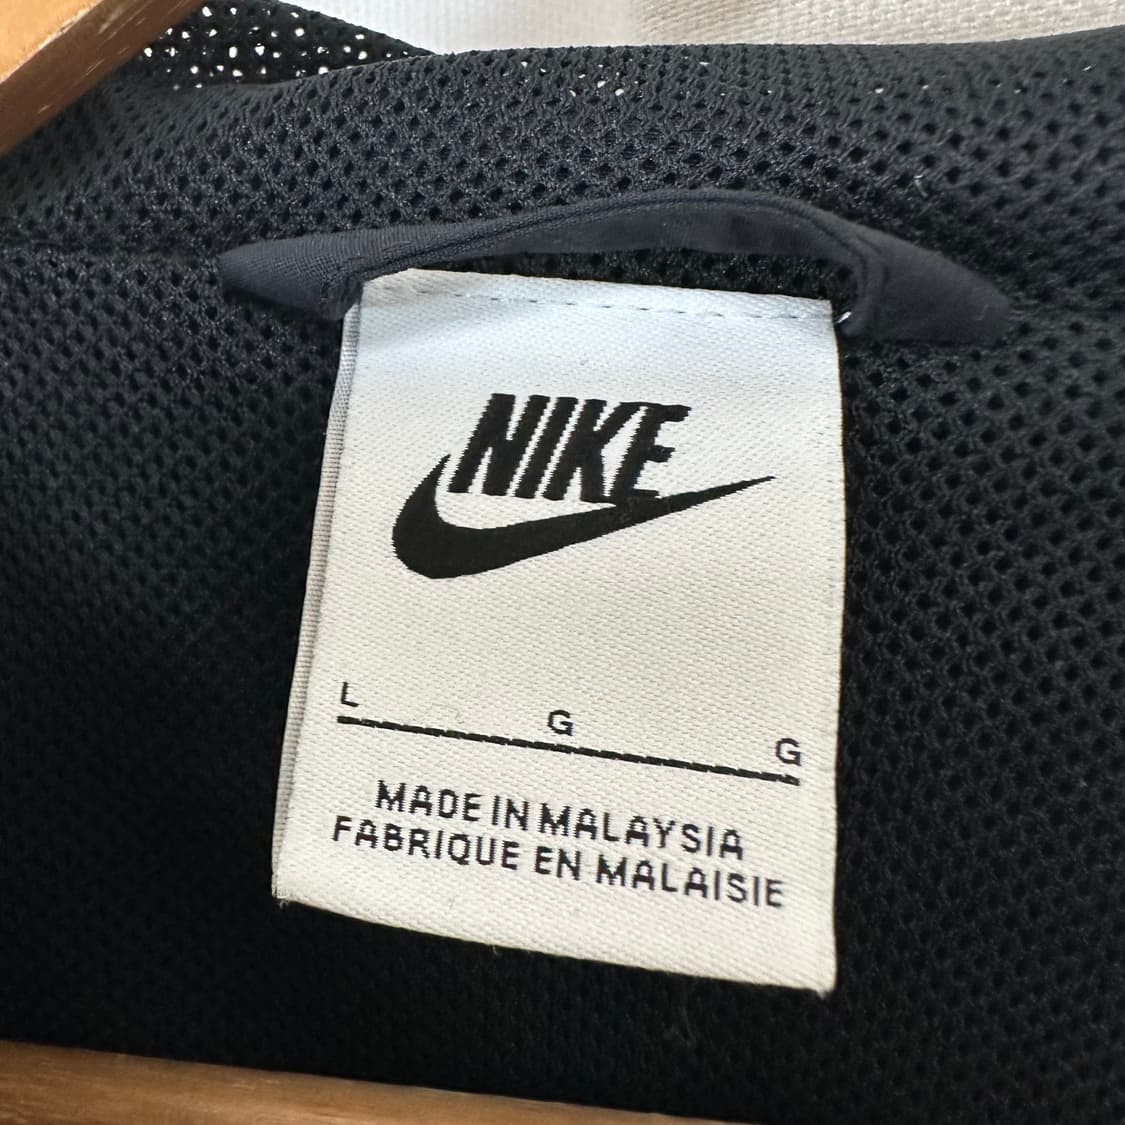 NIKE
L G G
MADE IN MALAYSIA
FABRIQUE EN MALAISIE